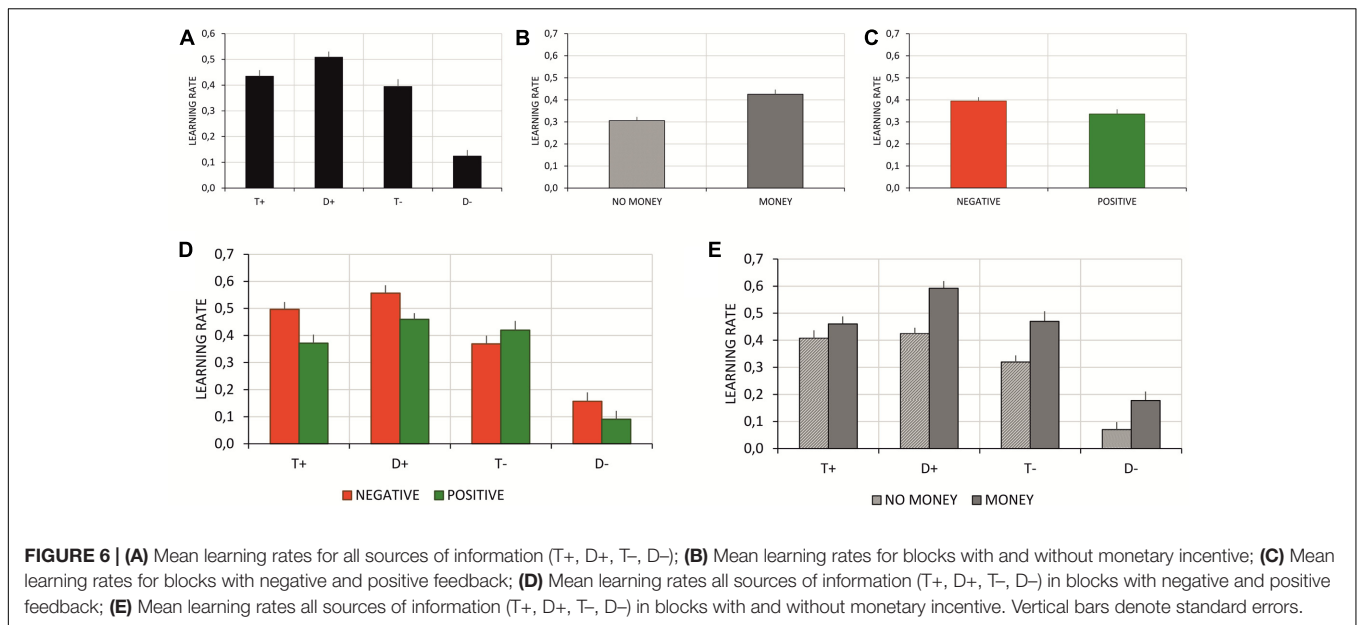 A
LEARNING RATE
0,6
0,5
0,4
0,3
0,2
0,1
0,0
T+ D+ T- D-
B
LEARNING RATE
0,7
0,6
0,5
0,4
0,3
0,2
0,1
0,0
NO MONEY MONEY
C
LEARNING RATE
0,7
0,6
0,5
0,4
0,3
0,2
0,1
0,0
NEGATIVE POSITIVE
D
LEARNING RATE
0,7
0,6
0,5
0,4
0,3
0,2
0,1
0,0
T+ D+ T- D-
NEGATIVE POSITIVE
E
LEARNING RATE
0,7
0,6
0,5
0,4
0,3
0,2
0,1
0,0
T+ D+ T- D-
NO MONEY MONEY
FIGURE 6 | (A) Mean learning rates for all sources of information (T+, D+, T–, D–); (B) Mean learning rates for blocks with and without monetary incentive; (C) Mean
learning rates for blocks with negative and positive feedback; (D) Mean learning rates all sources of information (T+, D+, T–, D–) in blocks with negative and positive
feedback; (E) Mean learning rates all sources of information (T+, D+, T–, D–) in blocks with and without monetary incentive. Vertical bars denote standard errors.